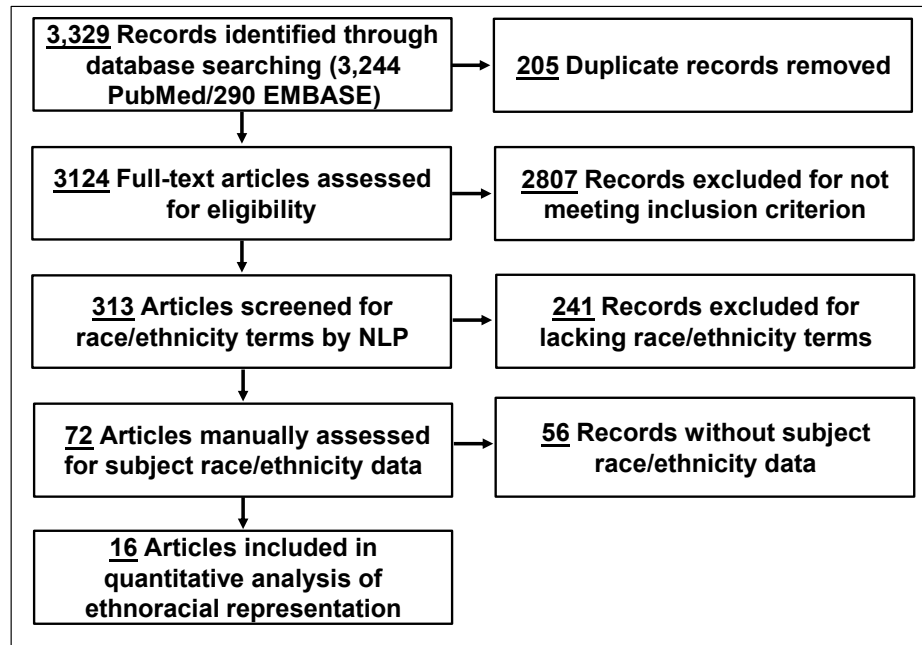 3,329 Records identified through
database searching (3,244
PubMed/290 EMBASE)
205 Duplicate records removed
3124 Full-text articles assessed
for eligibility
2807 Records excluded for not
meeting inclusion criterion
313 Articles screened for
race/ethnicity terms by NLP
241 Records excluded for
lacking race/ethnicity terms
72 Articles manually assessed
for subject race/ethnicity data
56 Records without subject
race/ethnicity data
16 Articles included in
quantitative analysis of
ethnoracial representation